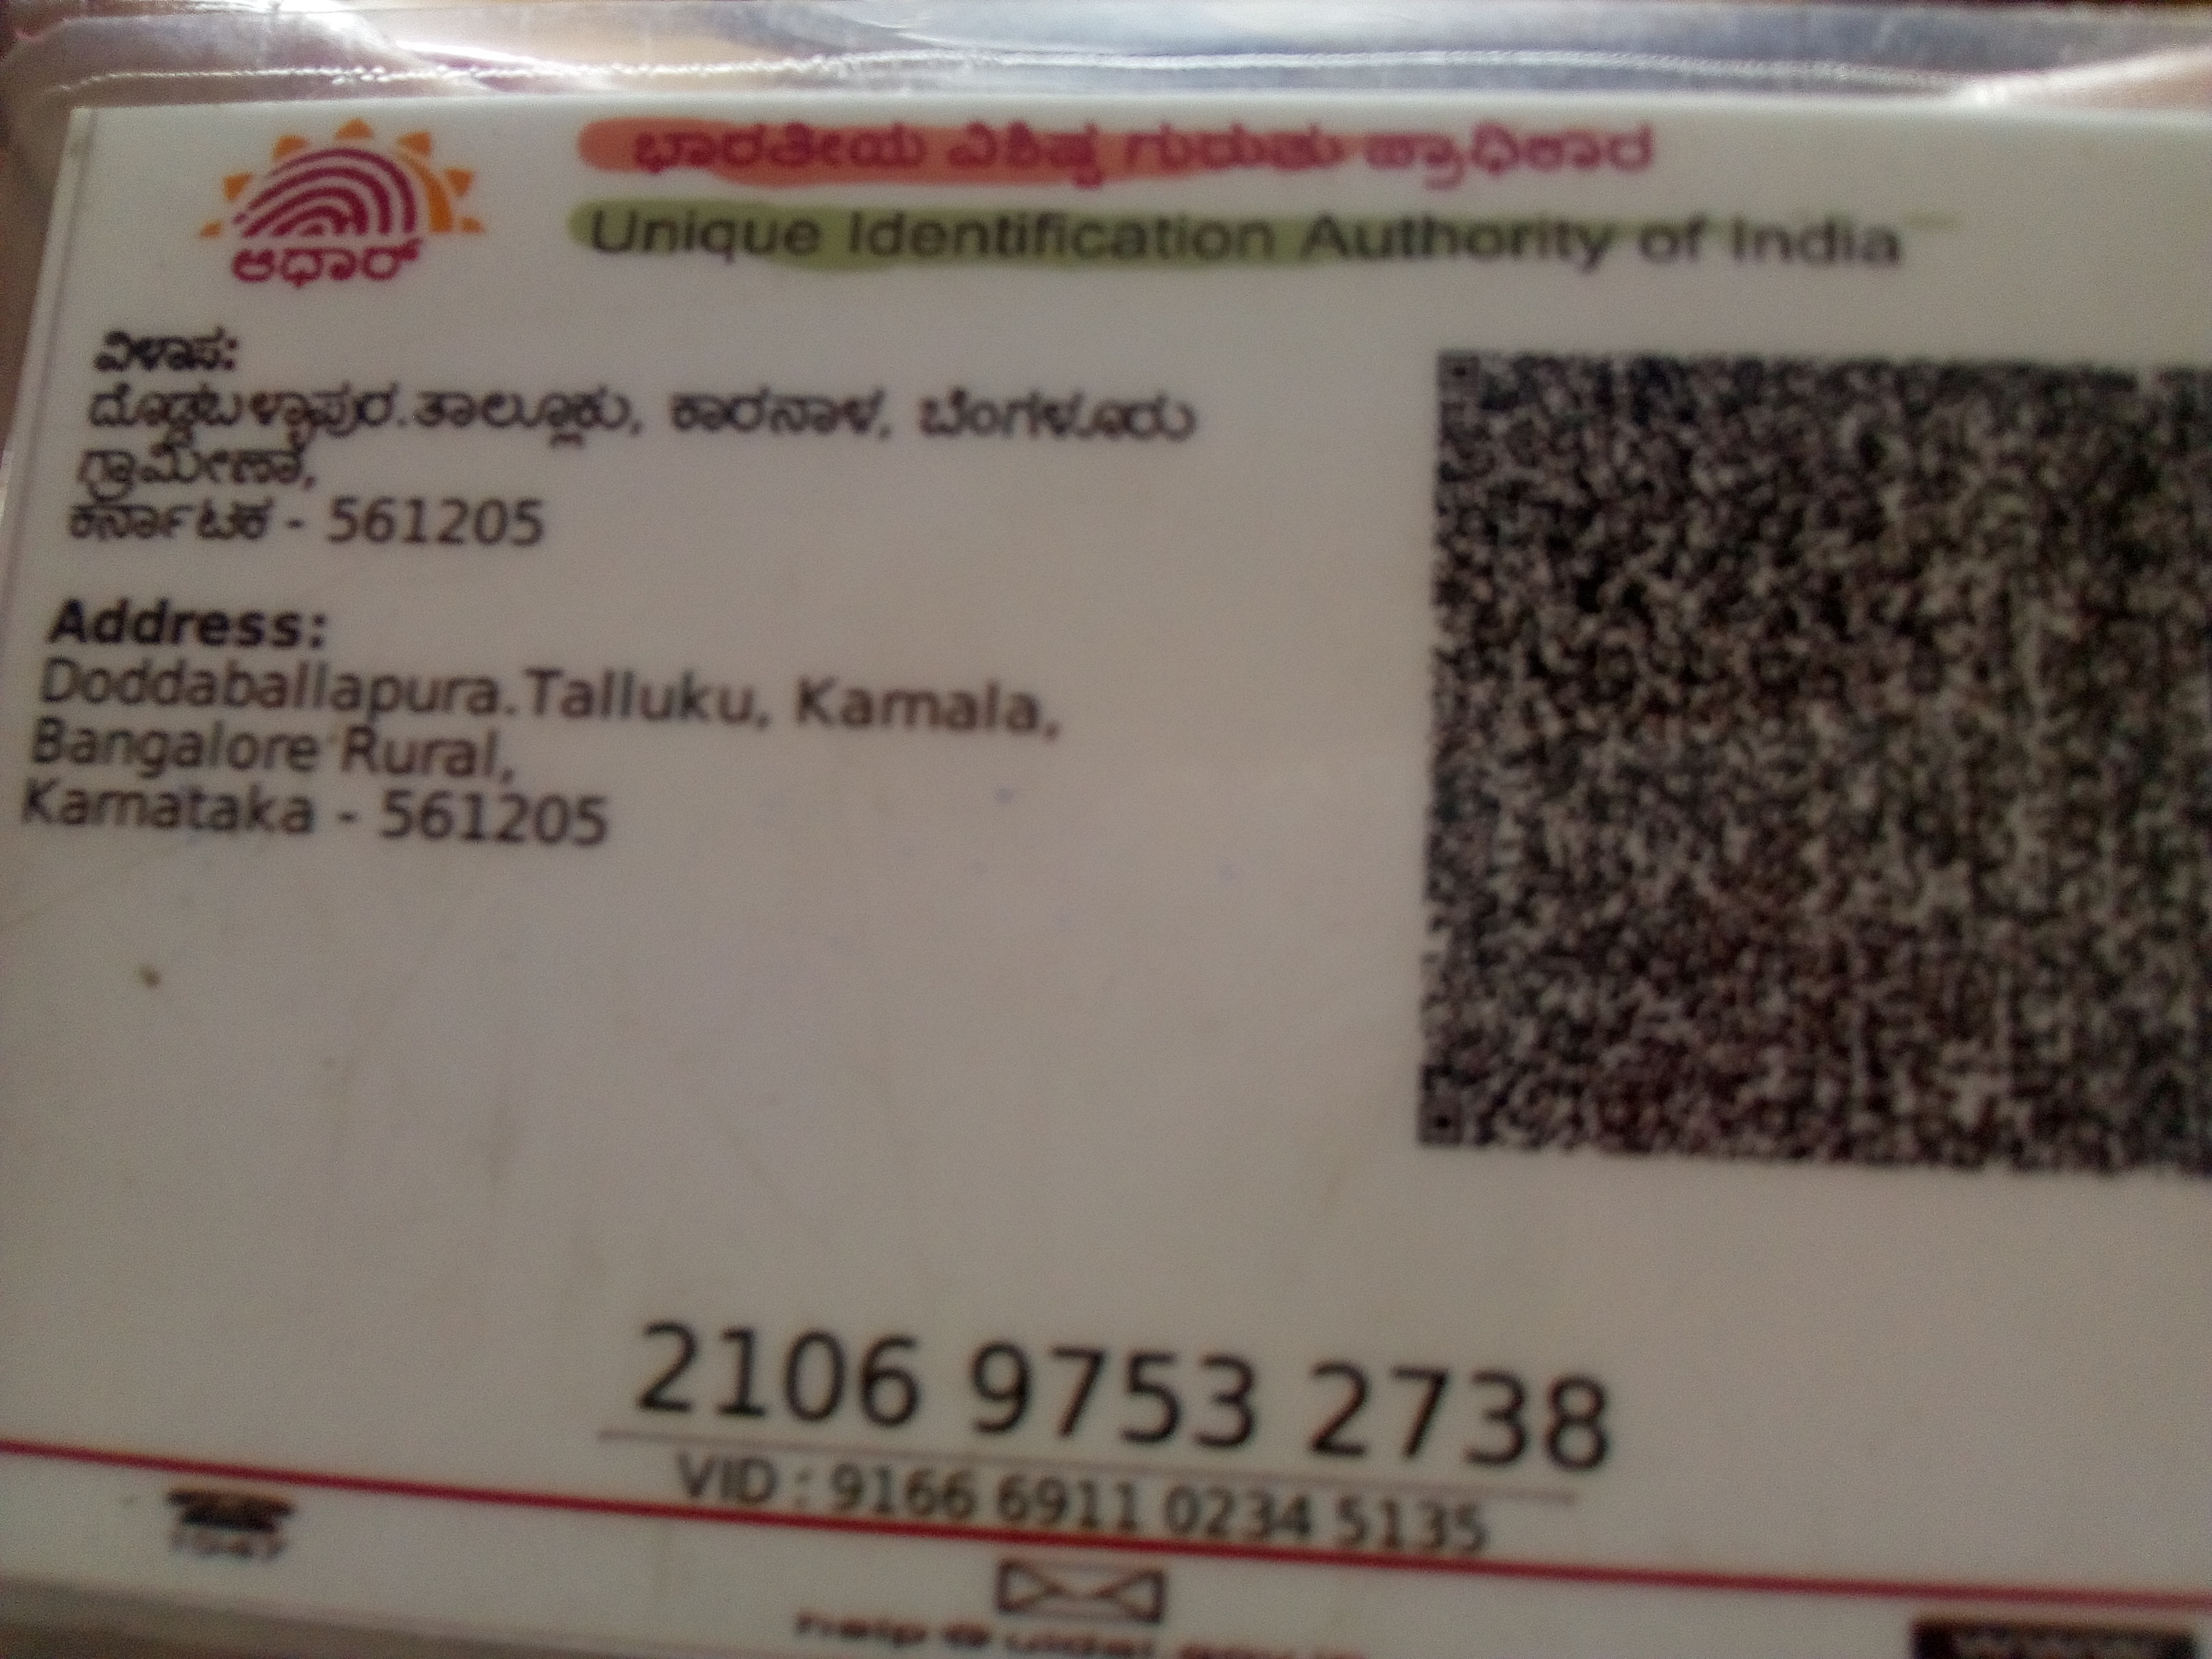 ಭಾರತೀಯ ವಿಶಿಷ್ಟ ಗುರುತು ಪ್ರಾಧಿಕಾರ
Unique Identification Authority of India
ಆಧಾರ್
ವಿಳಾಸ:
ದೊಡ್ಡಬಳ್ಳಾಪುರ.ತಾಲ್ಲೂಕು, ಕಾರನಾಳ, ಬೆಂಗಳೂರು
ಗ್ರಾಮೀಣಾ,
ಕರ್ನಾಟಕ - 561205
Address:
Doddaballapura.Talluku, Karnala,
Bangalore Rural,
Karnataka - 561205
2106 9753 2738
VID : 9166 6911 0234 5135
1947